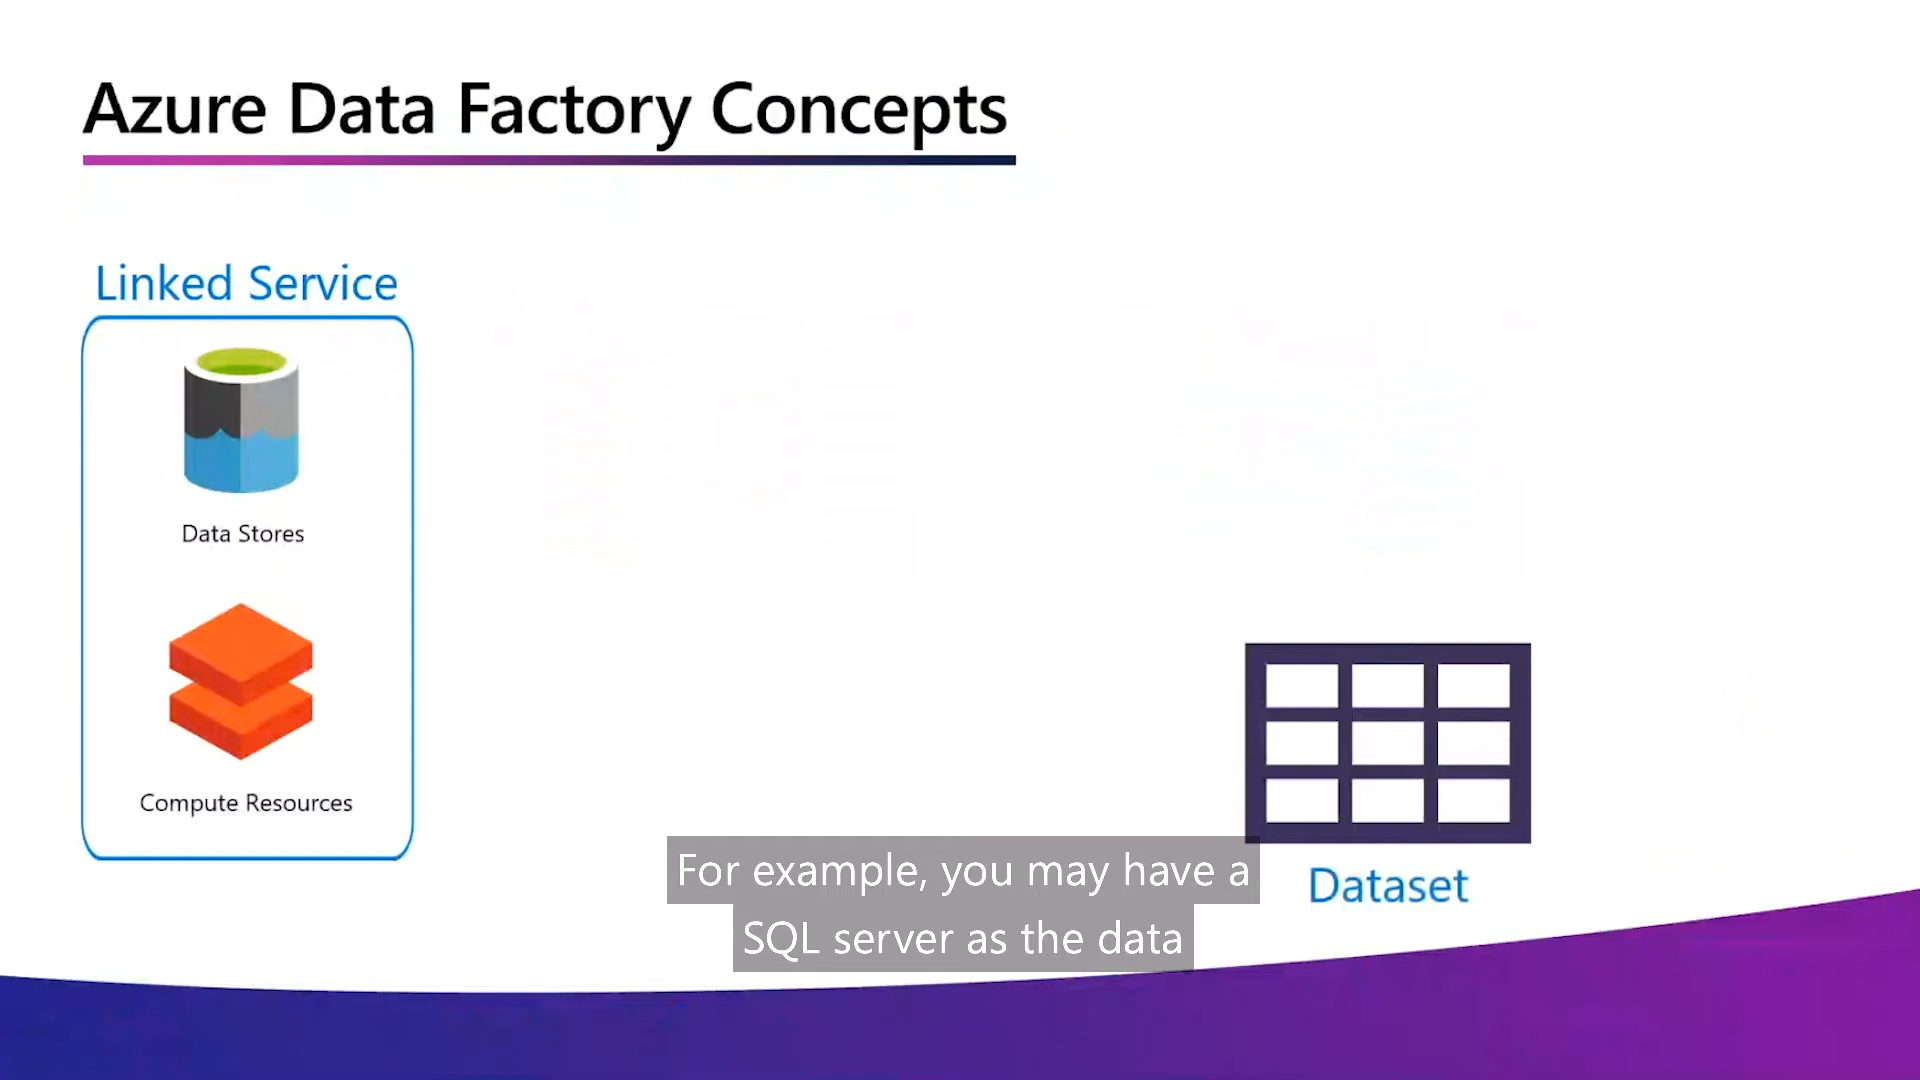 Azure Data Factory Concepts
Linked Service
Data Stores
Compute Resources
Dataset
For example, you may have a
SQL server as the data